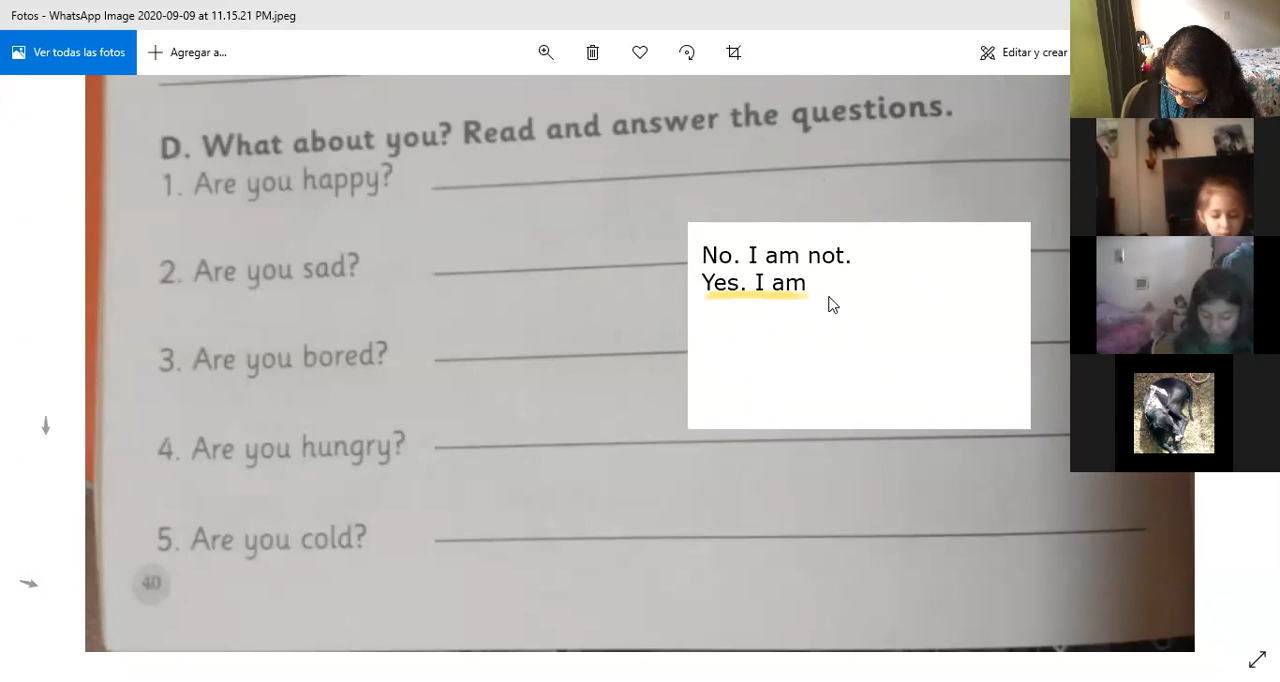 Fotos - WhatsApp Image 2020-09-09 at 11.15.21 PM.jpeg
Ver todas las fotos
Agregar a...
Editar y crear
D. What about you? Read and answer the questions.
1. Are you happy?
2. Are you sad?
No. I am not.
Yes. I am
3. Are you bored?
4. Are you hungry?
5. Are you cold?
40